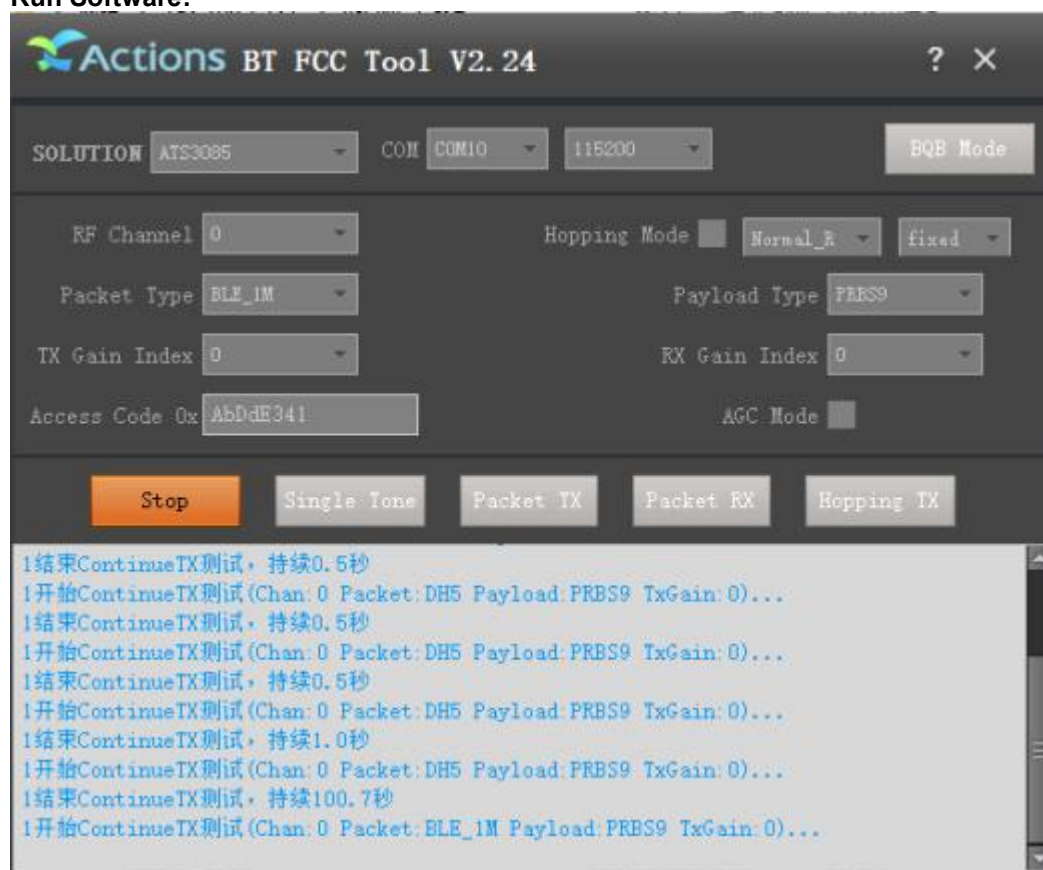 Run Software:
Actions BT FCC Tool V2.24 ? ×
SOLUTION ATS3085 COM COM10 115200 BQB Mode
RF Channel 0 Hopping Mode Normal_R fixed
Packet Type BLE_1M Payload Type PRBS9
TX Gain Index 0 RX Gain Index 0
Access Code 0x AbDdE341 AGC Mode
Stop Single Tone Packet TX Packet RX Hopping TX
1结束ContinueTX测试，持续0.5秒
1开始ContinueTX测试(Chan:0 Packet:DH5 Payload:PRBS9 TxGain:0)...
1结束ContinueTX测试，持续0.5秒
1开始ContinueTX测试(Chan:0 Packet:DH5 Payload:PRBS9 TxGain:0)...
1结束ContinueTX测试，持续0.5秒
1开始ContinueTX测试(Chan:0 Packet:DH5 Payload:PRBS9 TxGain:0)...
1结束ContinueTX测试，持续1.0秒
1开始ContinueTX测试(Chan:0 Packet:DH5 Payload:PRBS9 TxGain:0)...
1结束ContinueTX测试，持续100.7秒
1开始ContinueTX测试(Chan:0 Packet:BLE_1M Payload:PRBS9 TxGain:0)...